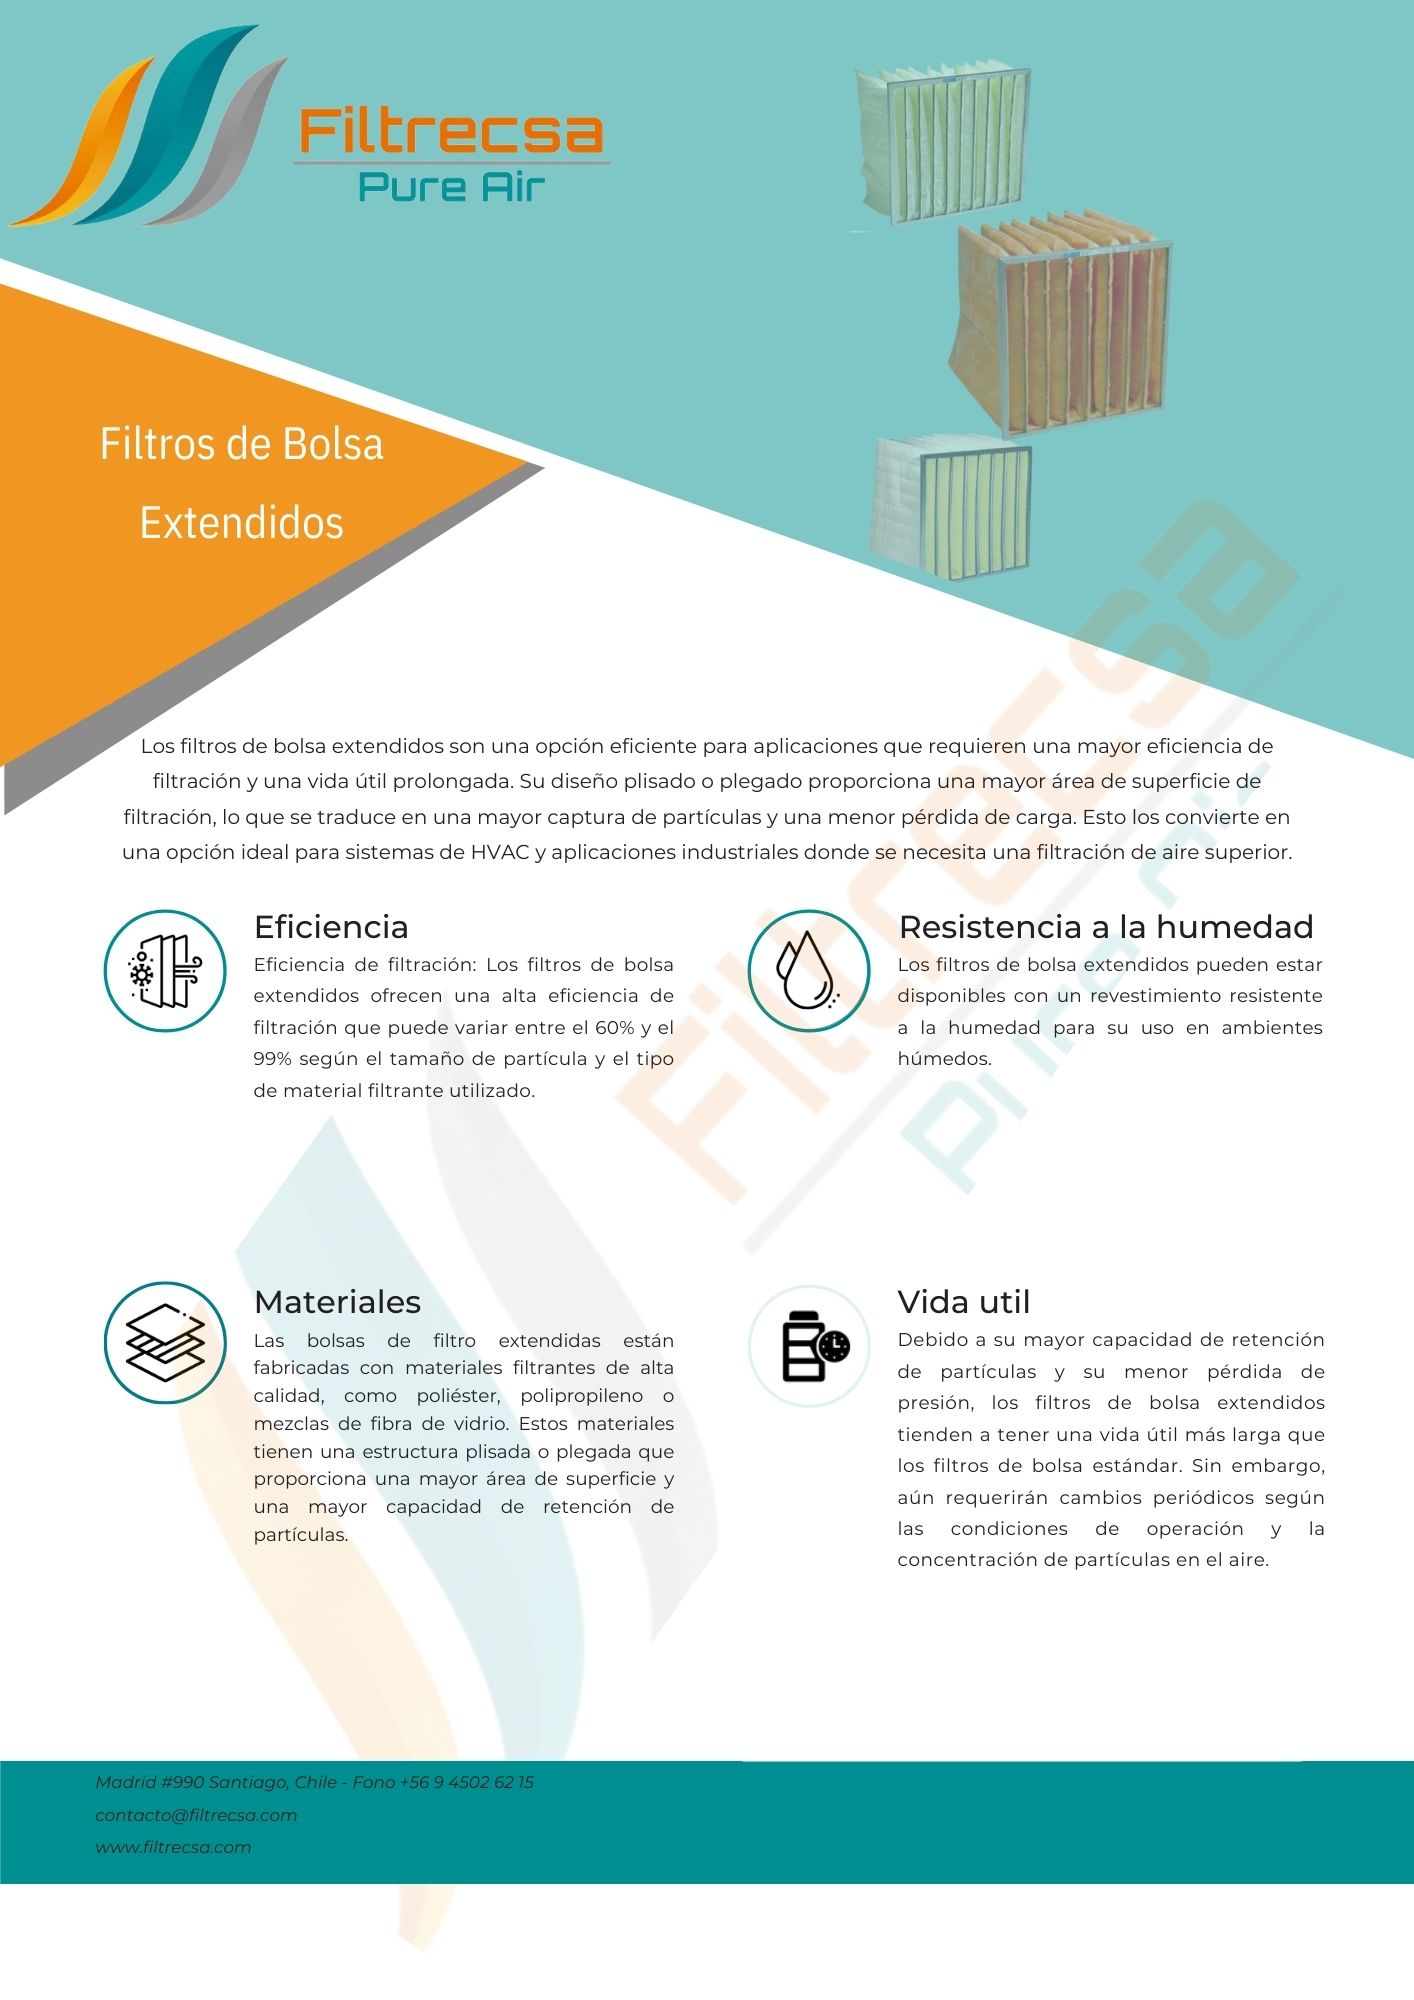 Filtrecsa
Pure Air
Filtros de Bolsa
Extendidos
Los filtros de bolsa extendidos son una opción eficiente para aplicaciones que requieren una mayor eficiencia de
filtración y una vida útil prolongada. Su diseño plisado o plegado proporciona una mayor área de superficie de
filtración, lo que se traduce en una mayor captura de partículas y una menor pérdida de carga. Esto los convierte en
una opción ideal para sistemas de HVAC y aplicaciones industriales donde se necesita una filtración de aire superior.
Eficiencia
Eficiencia de filtración: Los filtros de bolsa
extendidos ofrecen una alta eficiencia de
filtración que puede variar entre el 60% y el
99% según el tamaño de partícula y el tipo
de material filtrante utilizado.
Resistencia a la humedad
Los filtros de bolsa extendidos pueden estar
disponibles con un revestimiento resistente
a la humedad para su uso en ambientes
húmedos.
Materiales
Las bolsas de filtro extendidas están
fabricadas con materiales filtrantes de alta
calidad, como poliéster, polipropileno o
mezclas de fibra de vidrio. Estos materiales
tienen una estructura plisada o plegada que
proporciona una mayor área de superficie y
una mayor capacidad de retención de
partículas.
Vida util
Debido a su mayor capacidad de retención
de partículas y su menor pérdida de
presión, los filtros de bolsa extendidos
tienden a tener una vida útil más larga que
los filtros de bolsa estándar. Sin embargo,
aún requerirán cambios periódicos según
las condiciones de operación y la
concentración de partículas en el aire.
Filtrecsa
Madrid #990 Santiago, Chile - Fono +56 9 4502 62 15
contacto@filtrecsa.com
www.filtrecsa.com